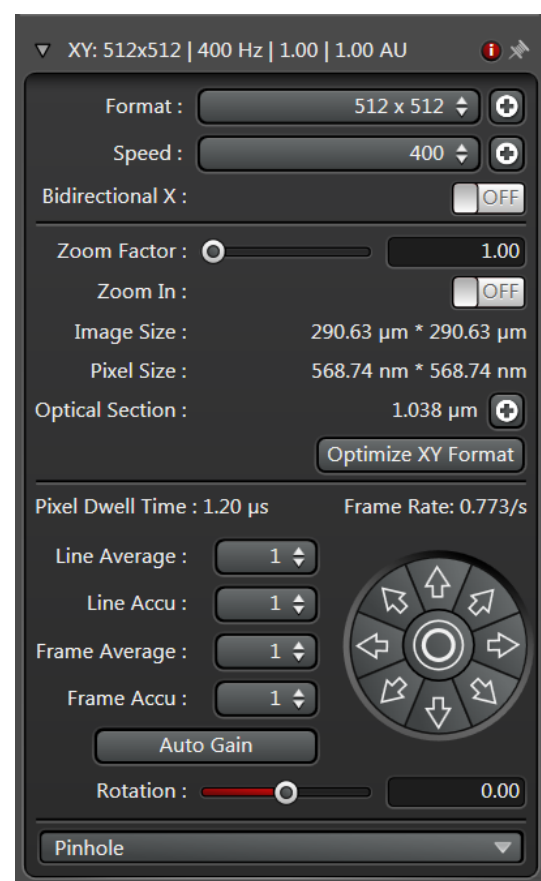 XY: 512x512 | 400 Hz | 1.00 | 1.00 AU
Format : 512 x 512
Speed : 400
Bidirectional X : OFF
Zoom Factor : 1.00
Zoom In : OFF
Image Size : 290.63 µm * 290.63 µm
Pixel Size : 568.74 nm * 568.74 nm
Optical Section : 1.038 µm
Optimize XY Format
Pixel Dwell Time : 1.20 µs Frame Rate: 0.773/s
Line Average : 1
Line Accu : 1
Frame Average : 1
Frame Accu : 1
Auto Gain
Rotation : 0.00
Pinhole